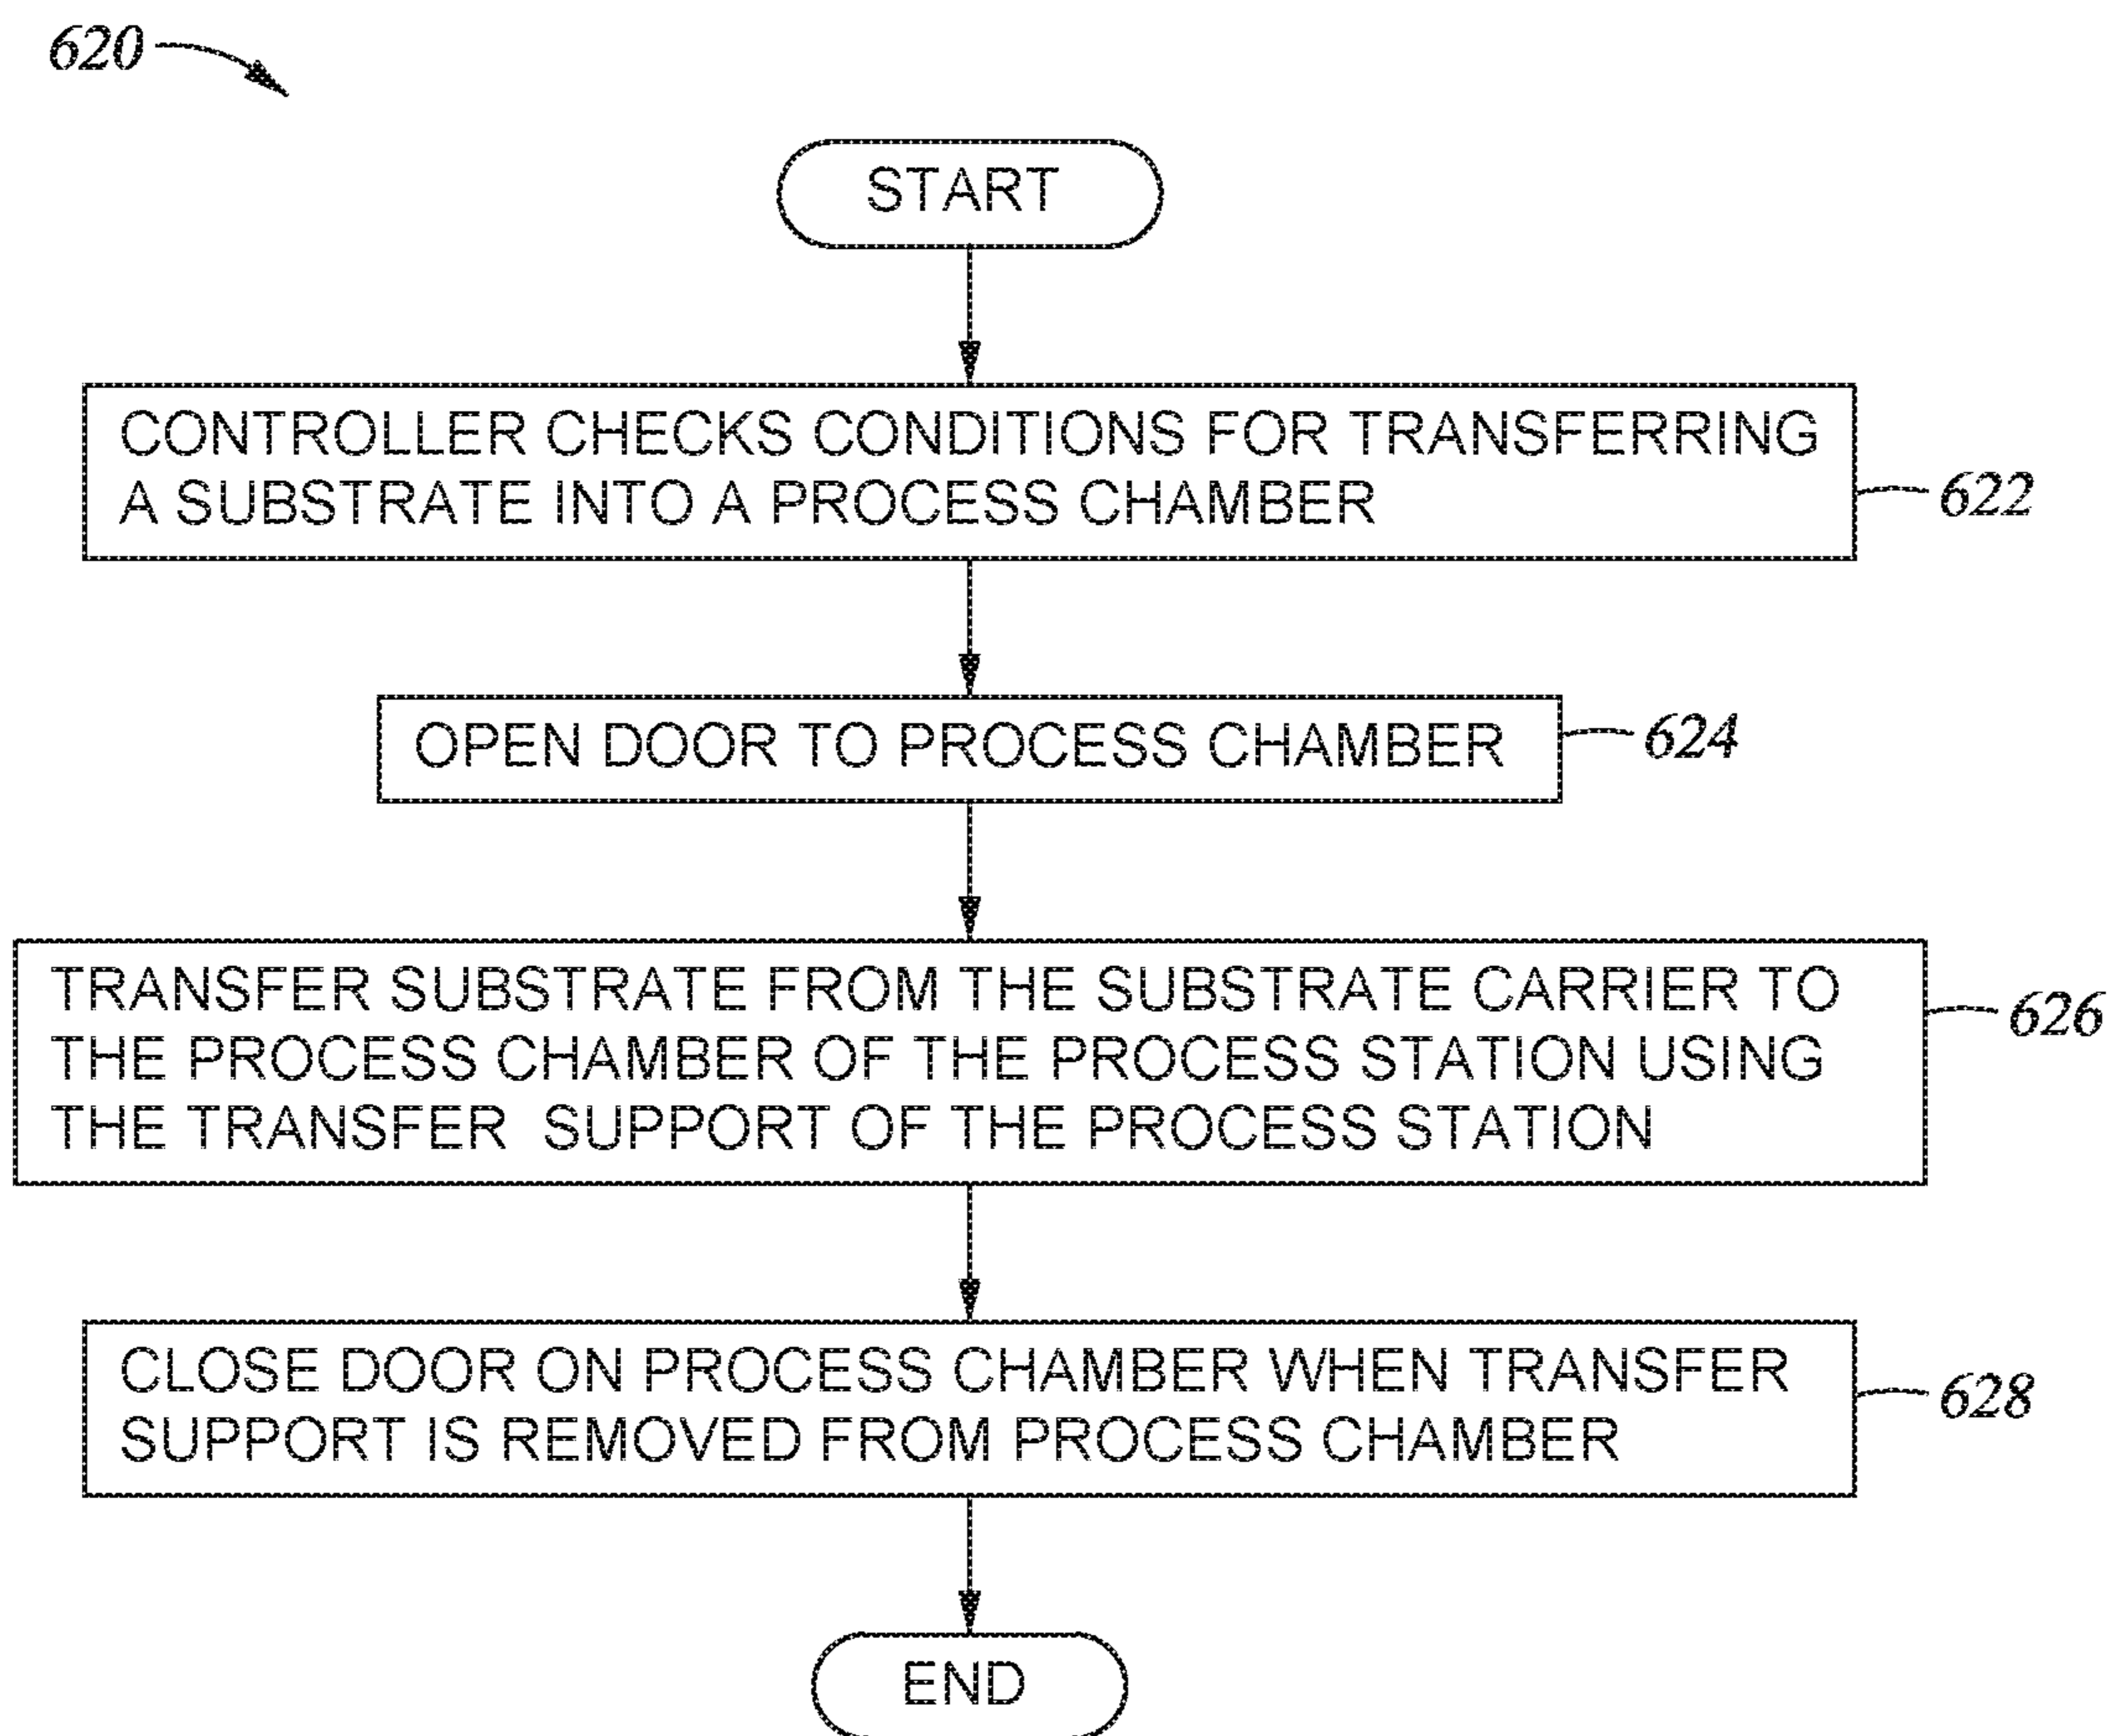 620
START
CONTROLLER CHECKS CONDITIONS FOR TRANSFERRING
A SUBSTRATE INTO A PROCESS CHAMBER
622
OPEN DOOR TO PROCESS CHAMBER
624
TRANSFER SUBSTRATE FROM THE SUBSTRATE CARRIER TO
THE PROCESS CHAMBER OF THE PROCESS STATION USING
THE TRANSFER SUPPORT OF THE PROCESS STATION
626
CLOSE DOOR ON PROCESS CHAMBER WHEN TRANSFER
SUPPORT IS REMOVED FROM PROCESS CHAMBER
628
END